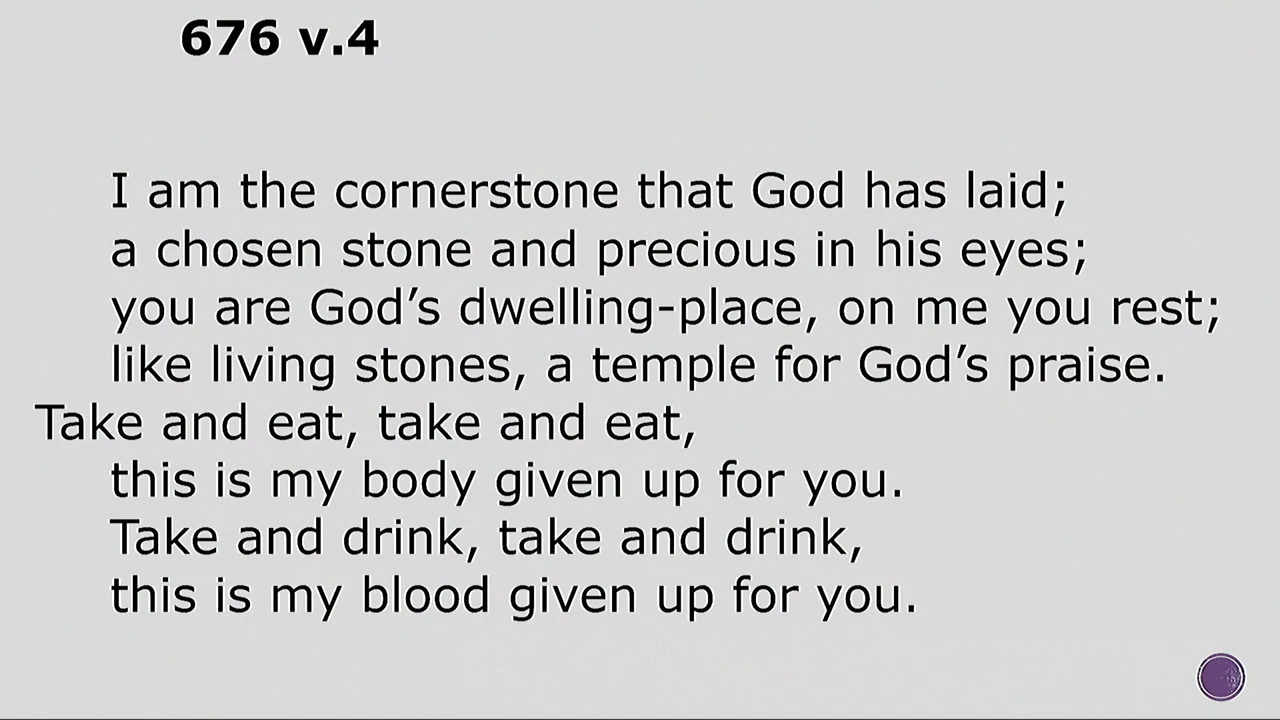 676 v.4
I am the cornerstone that God has laid;
a chosen stone and precious in his eyes;
you are God’s dwelling-place, on me you rest;
like living stones, a temple for God’s praise.
Take and eat, take and eat,
this is my body given up for you.
Take and drink, take and drink,
this is my blood given up for you.